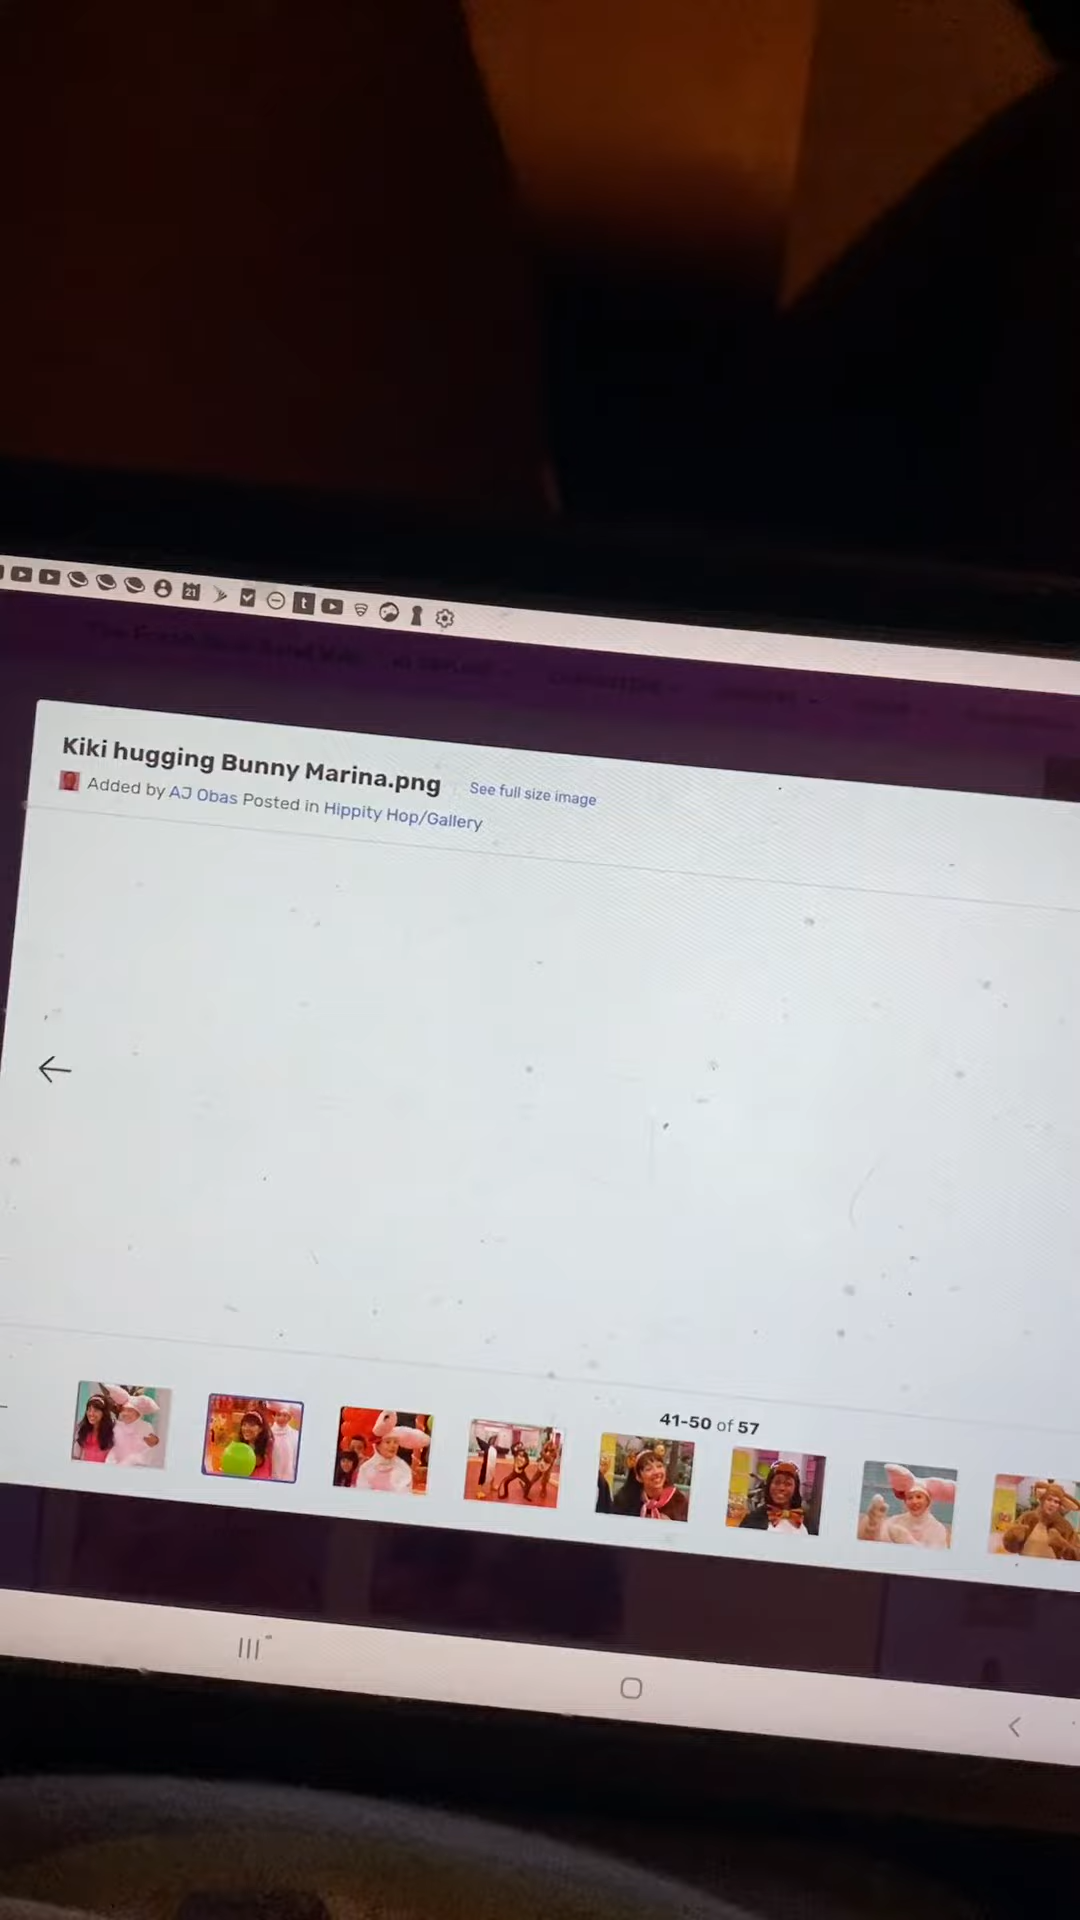 21
t
Kiki hugging Bunny Marina.png
See full size image
Added by AJ Obas Posted in Hippity Hop/Gallery
41-50 of 57